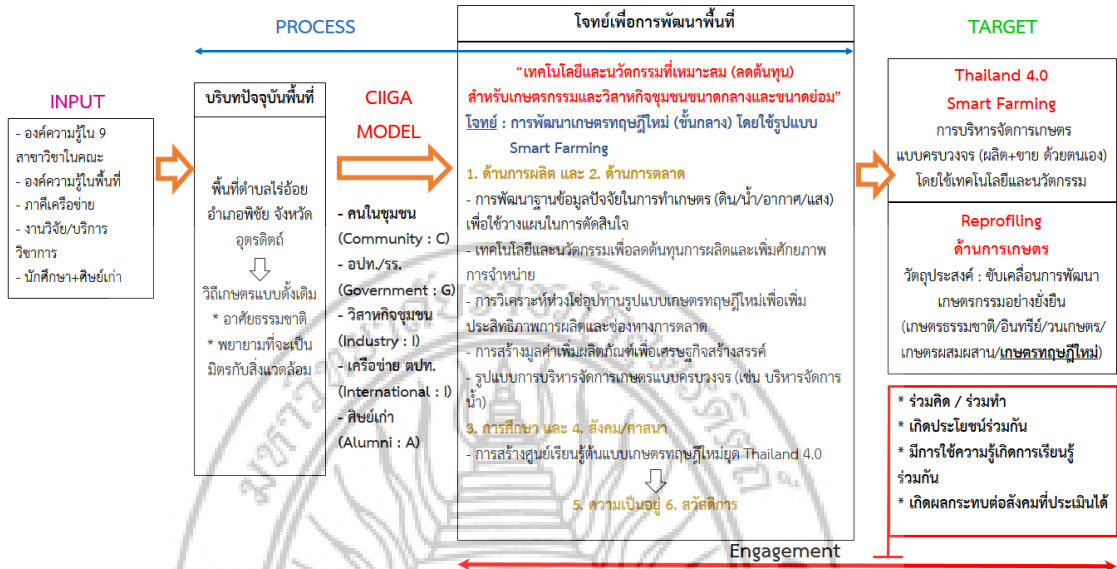 PROCESS
โจทย์เพื่อการพัฒนาพื้นที่
TARGET
INPUT
- องค์ความรู้ใน 9
สาขาวิชาในคณะ
- องค์ความรู้ในพื้นที่
- ภาคีเครือข่าย
- งานวิจัย/บริการ
วิชาการ
- นักศึกษา+ศิษย์เก่า
บริบทปัจจุบันพื้นที่
พื้นที่ตำบลไร่อ้อย
อำเภอพิชัย จังหวัด
อุตรดิตถ์
วิถีเกษตรแบบดั้งเดิม
* อาศัยธรรมชาติ
* พยายามที่จะเป็น
มิตรกับสิ่งแวดล้อม
CIIGA
MODEL
- คนในชุมชน
(Community : C)
- อปท./รร.
(Government : G)
- วิสาหกิจชุมชน
(Industry : I)
- เครือข่าย ตปท.
(International : I)
- ศิษย์เก่า
(Alumni : A)
"เทคโนโลยีและนวัตกรรมที่เหมาะสม (ลดต้นทุน)
สำหรับเกษตรกรรมและวิสาหกิจชุมชนขนาดกลางและขนาดย่อม"
โจทย์ : การพัฒนาเกษตรทฤษฎีใหม่ (ขั้นกลาง) โดยใช้รูปแบบ
Smart Farming
1. ด้านการผลิต และ 2. ด้านการตลาด
- การพัฒนาฐานข้อมูลปัจจัยในการทำเกษตร (ดิน/น้ำ/อากาศ/แสง)
เพื่อใช้วางแผนในการตัดสินใจ
- เทคโนโลยีและนวัตกรรมเพื่อลดต้นทุนการผลิตและเพิ่มศักยภาพ
การจำหน่าย
- การวิเคราะห์ห่วงโซ่อุปทานรูปแบบเกษตรทฤษฎีใหม่เพื่อเพิ่ม
ประสิทธิภาพการผลิตและช่องทางการตลาด
- การสร้างมูลค่าเพิ่มผลิตภัณฑ์เพื่อเศรษฐกิจสร้างสรรค์
- รูปแบบการบริหารจัดการเกษตรแบบครบวงจร (เช่น บริหารจัดการ
น้ำ)
3. การศึกษา และ 4. สังคม/ศาสนา
- การสร้างศูนย์เรียนรู้ต้นแบบเกษตรทฤษฎีใหม่ยุค Thailand 4.0
5. ความเป็นอยู่ 6. สวัสดิการ
Thailand 4.0
Smart Farming
การบริหารจัดการเกษตร
แบบครบวงจร (ผลิต+ขาย ด้วยตนเอง)
โดยใช้เทคโนโลยีและนวัตกรรม
Reprofiling
ด้านการเกษตร
วัตถุประสงค์ : ขับเคลื่อนการพัฒนา
เกษตรกรรมอย่างยั่งยืน
(เกษตรธรรมชาติ/อินทรีย์/วนเกษตร/
เกษตรผสมผสาน/เกษตรทฤษฎีใหม่)
* ร่วมคิด / ร่วมทำ
* เกิดประโยชน์ร่วมกัน
* มีการใช้ความรู้เกิดการเรียนรู้
ร่วมกัน
* เกิดผลกระทบต่อสังคมที่ประเมินได้
Engagement